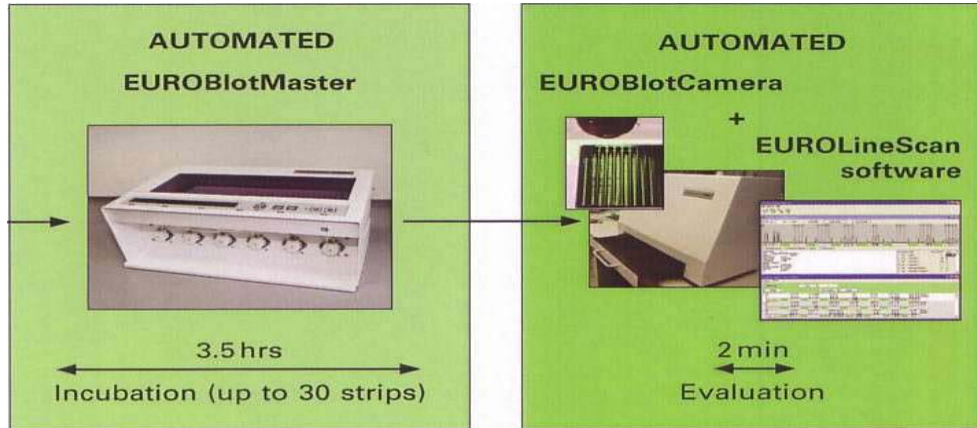 AUTOMATED
EUROBlotMaster
3.5 hrs
Incubation (up to 30 strips)
AUTOMATED
EUROBlotCamera
+
EUROLineScan
software
2 min
Evaluation